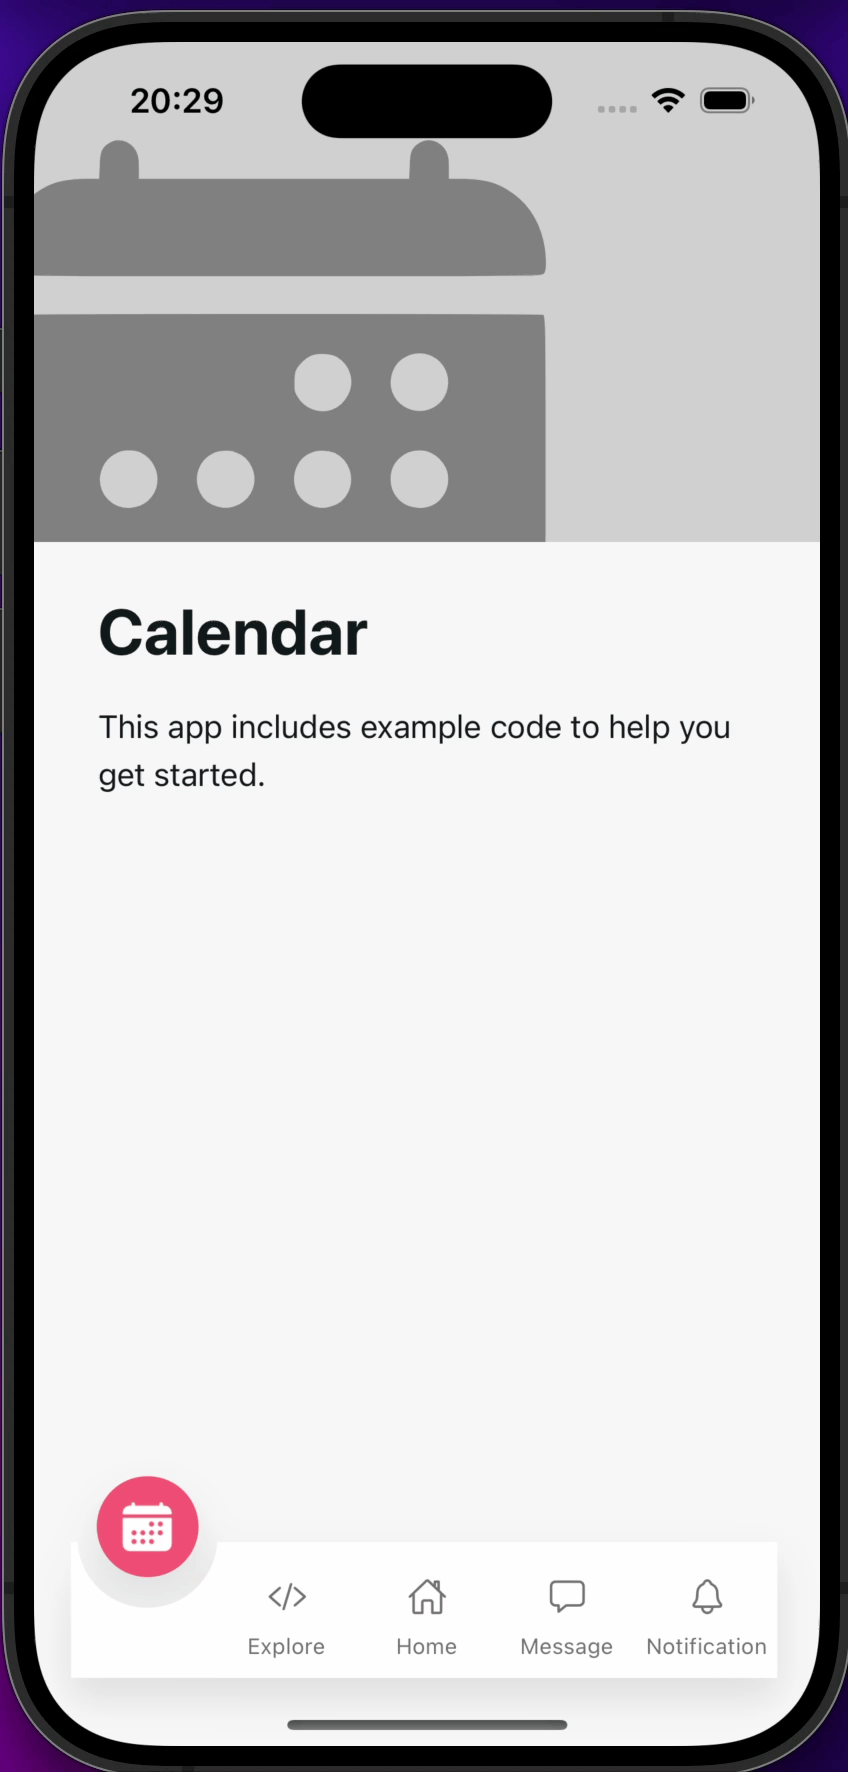 20:29
Calendar
This app includes example code to help you
get started.
Explore
Home
Message
Notification